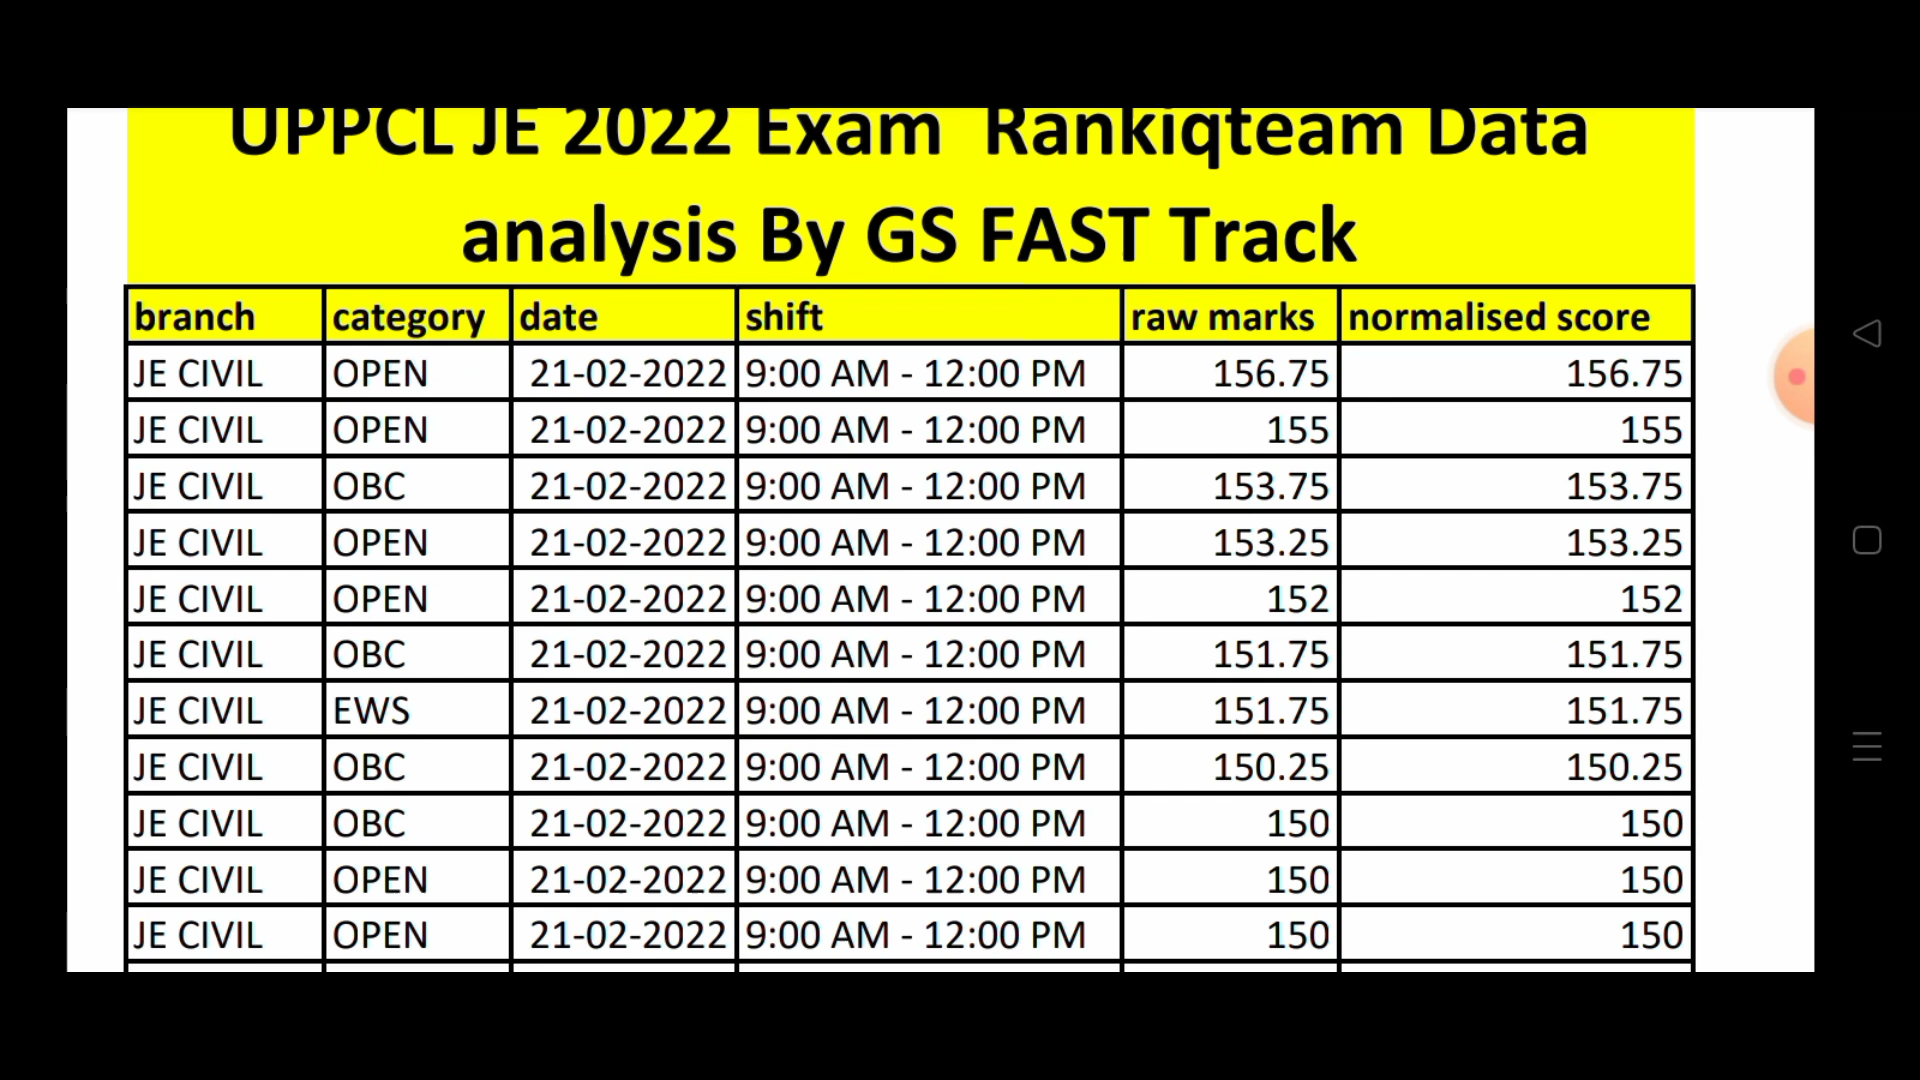 UPPCL JE 2022 Exam Rankiqteam Data
analysis By GS FAST Track
branch category date shift raw marks normalised score
JE CIVIL OPEN 21-02-2022 9:00 AM - 12:00 PM 156.75 156.75
JE CIVIL OPEN 21-02-2022 9:00 AM - 12:00 PM 155 155
JE CIVIL OBC 21-02-2022 9:00 AM - 12:00 PM 153.75 153.75
JE CIVIL OPEN 21-02-2022 9:00 AM - 12:00 PM 153.25 153.25
JE CIVIL OPEN 21-02-2022 9:00 AM - 12:00 PM 152 152
JE CIVIL OBC 21-02-2022 9:00 AM - 12:00 PM 151.75 151.75
JE CIVIL EWS 21-02-2022 9:00 AM - 12:00 PM 151.75 151.75
JE CIVIL OBC 21-02-2022 9:00 AM - 12:00 PM 150.25 150.25
JE CIVIL OBC 21-02-2022 9:00 AM - 12:00 PM 150 150
JE CIVIL OPEN 21-02-2022 9:00 AM - 12:00 PM 150 150
JE CIVIL OPEN 21-02-2022 9:00 AM - 12:00 PM 150 150